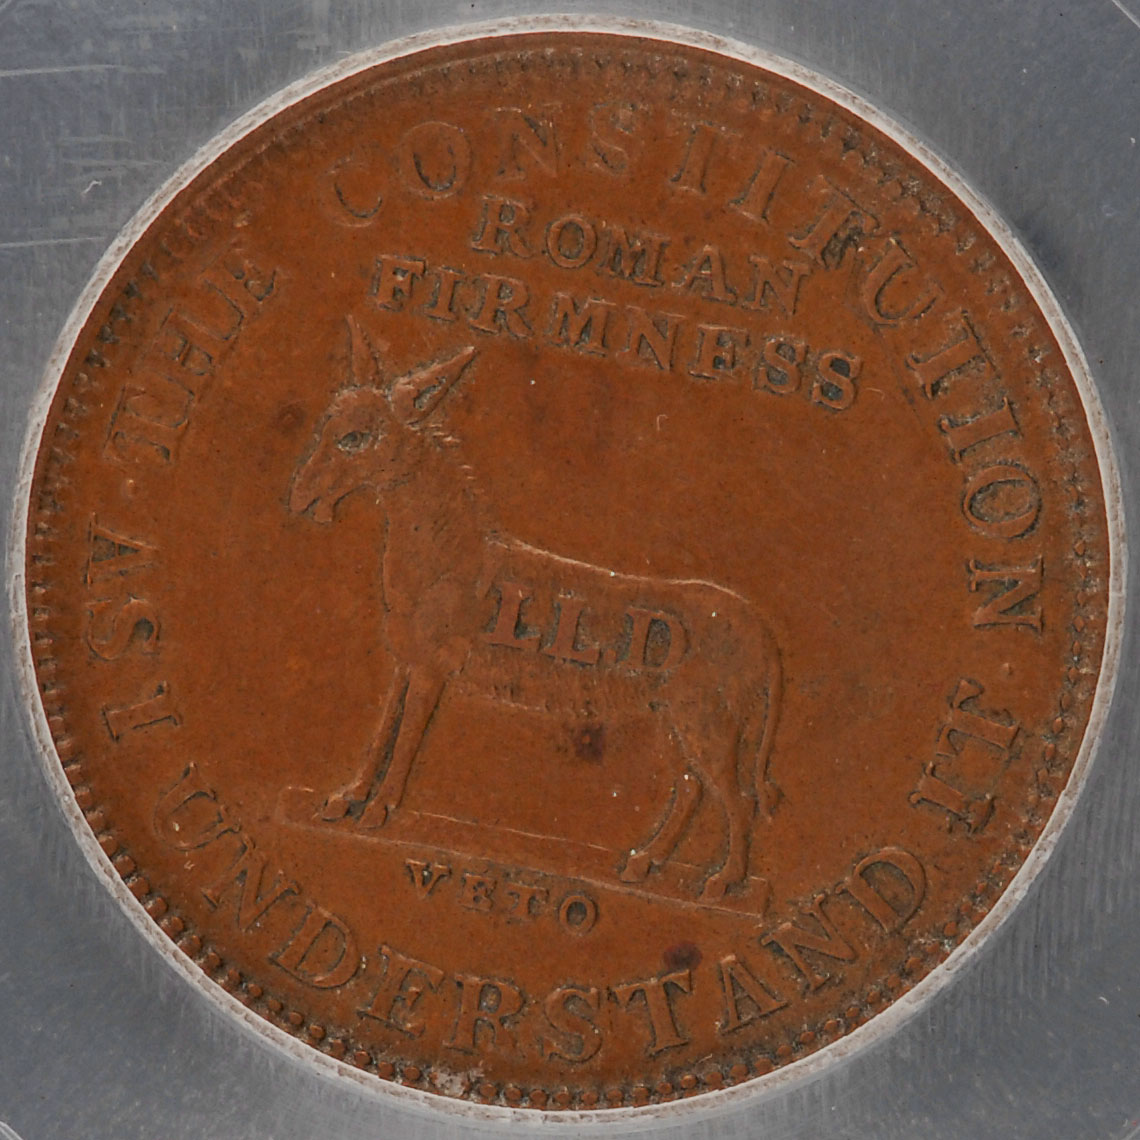 THE CONSTITUTION
AS I UNDERSTAND IT
ROMAN
FIRMNESS
LLD
VETO